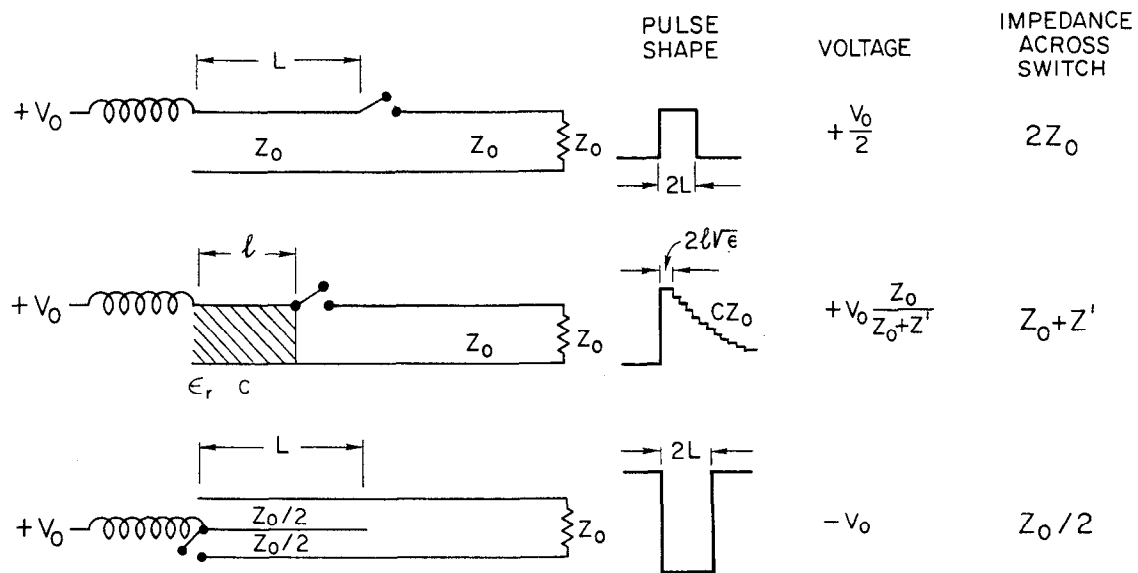 PULSE SHAPE
VOLTAGE
IMPEDANCE ACROSS SWITCH
L
+ V₀
Z₀
Z₀
Z₀
2L
+ V₀/2
2Z₀
ℓ
+ V₀
Z₀
Z₀
ϵᵣ C
2ℓ√ϵ
CZ₀
+V₀ Z₀/(Z₀+Z')
Z₀+Z'
L
+ V₀
Z₀/2
Z₀/2
Z₀
2L
−V₀
Z₀/2